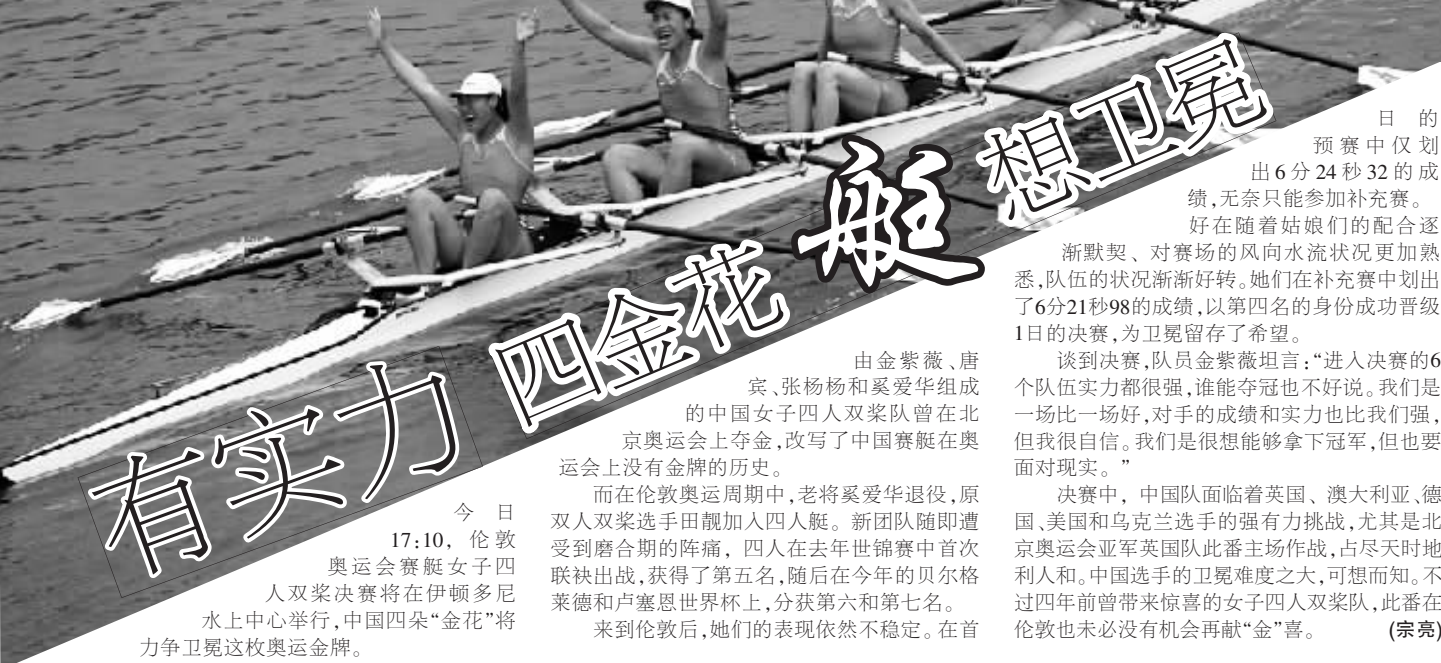 有实力 四金花 艇 想卫冕
今 日
17:10，伦敦
奥运会赛艇女子四
人双桨决赛将在伊顿多尼
水上中心举行,中国四朵“金花”将
力争卫冕这枚奥运金牌。
由金紫薇、唐
宾、张杨杨和奚爱华组成
的中国女子四人双桨队曾在北
京奥运会上夺金,改写了中国赛艇在奥
运会上没有金牌的历史。
而在伦敦奥运周期中,老将奚爱华退役,原
双人双桨选手田靓加入四人艇。新团队随即遭
受到磨合期的阵痛，四人在去年世锦赛中首次
联袂出战,获得了第五名,随后在今年的贝尔格
莱德和卢塞恩世界杯上,分获第六和第七名。
来到伦敦后,她们的表现依然不稳定。在首
日的
预赛中仅划
出6分24秒32的成
绩,无奈只能参加补充赛。
好在随着姑娘们的配合逐
渐默契、对赛场的风向水流状况更加熟
悉,队伍的状况渐渐好转。她们在补充赛中划出
了6分21秒98的成绩,以第四名的身份成功晋级
1日的决赛,为卫冕留存了希望。
谈到决赛,队员金紫薇坦言:“进入决赛的6
个队伍实力都很强,谁能夺冠也不好说。我们是
一场比一场好,对手的成绩和实力也比我们强,
但我很自信。我们是很想能够拿下冠军,但也要
面对现实。”
决赛中，中国队面临着英国、澳大利亚、德
国、美国和乌克兰选手的强有力挑战,尤其是北
京奥运会亚军英国队此番主场作战,占尽天时地
利人和。中国选手的卫冕难度之大,可想而知。不
过四年前曾带来惊喜的女子四人双桨队,此番在
伦敦也未必没有机会再献“金”喜。 (宗亮)